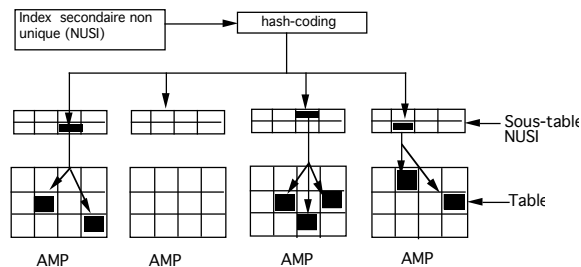 Index secondaire non
unique (NUSI)
hash-coding
Sous-table
NUSI
Table
AMP
AMP
AMP
AMP